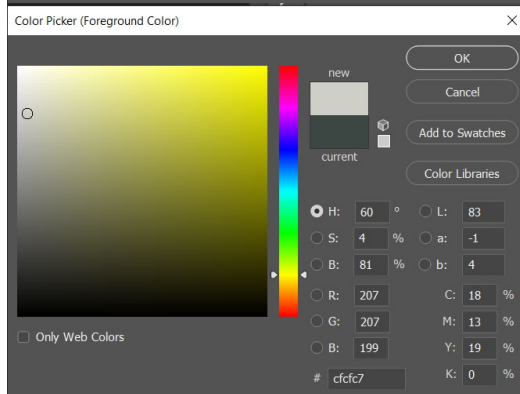 Color Picker (Foreground Color)
new
current
OK
Cancel
Add to Swatches
Color Libraries
H: 60 °
S: 4 %
B: 81 %
R: 207
G: 207
B: 199
# cfcfc7
L: 83
a: -1
b: 4
C: 18 %
M: 13 %
Y: 19 %
K: 0 %
Only Web Colors